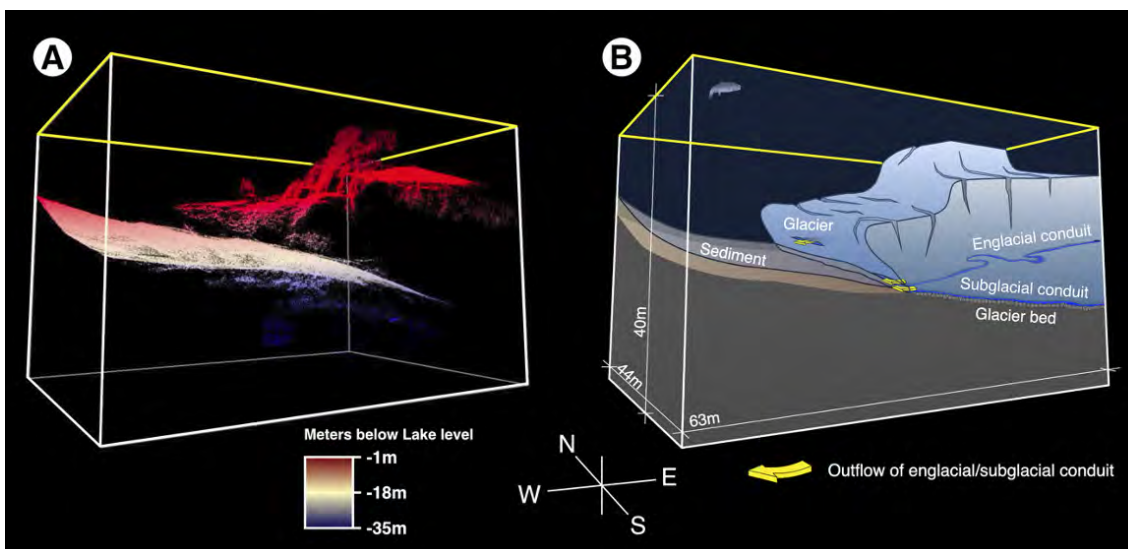 A
B
Glacier
Sediment
Englacial conduit
Subglacial conduit
Glacier bed
40m
44m
63m
Meters below Lake level
-1m
-18m
-35m
N
W
E
S
Outflow of englacial/subglacial conduit